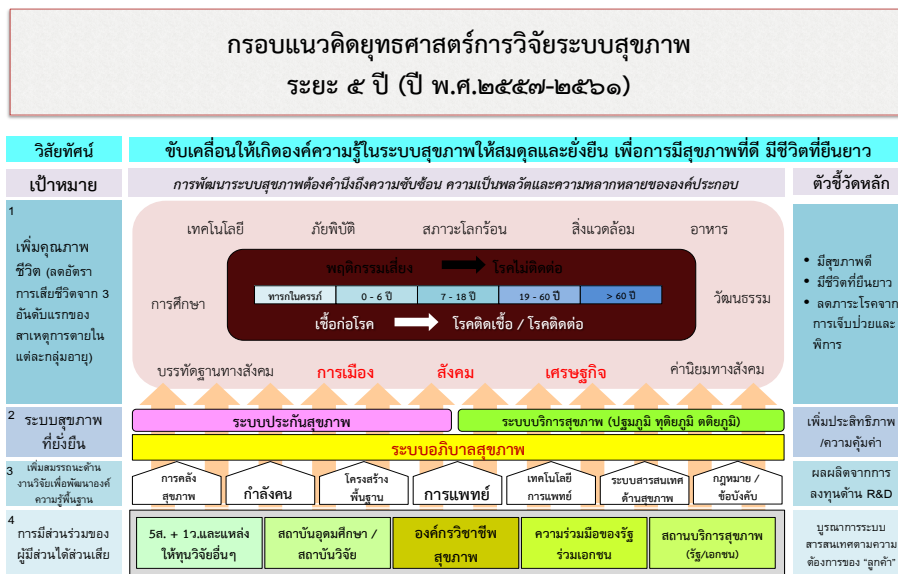 กรอบแนวคิดยุทธศาสตร์การวิจัยระบบสุขภาพ
ระยะ ๕ ปี (ปี พ.ศ.๒๕๕๗-๒๕๖๑)
วิสัยทัศน์
ขับเคลื่อนให้เกิดองค์ความรู้ในระบบสุขภาพให้สมดุลและยั่งยืน เพื่อการมีสุขภาพที่ดี มีชีวิตที่ยืนยาว
เป้าหมาย
การพัฒนาระบบสุขภาพต้องคำนึงถึงความซับซ้อน ความเป็นพลวัตและความหลากหลายขององค์ประกอบ
ตัวชี้วัดหลัก
1
เพิ่มคุณภาพ
ชีวิต (ลดอัตรา
การเสียชีวิตจาก 3
อันดับแรกของ
สาเหตุการตายใน
แต่ละกลุ่มอายุ)
เทคโนโลยี
ภัยพิบัติ
สภาวะโลกร้อน
สิ่งแวดล้อม
อาหาร
การศึกษา
พฤติกรรมเสี่ยง
โรคไม่ติดต่อ
ทารกในครรภ์
0 - 6 ปี
7 - 18 ปี
19 - 60 ปี
> 60 ปี
เชื้อก่อโรค
โรคติดเชื้อ / โรคติดต่อ
วัฒนธรรม
บรรทัดฐานทางสังคม
การเมือง
สังคม
เศรษฐกิจ
ค่านิยมทางสังคม
• มีสุขภาพดี
• มีชีวิตที่ยืนยาว
• ลดภาระโรคจาก
การเจ็บป่วยและ
พิการ
2
ระบบสุขภาพ
ที่ยั่งยืน
ระบบประกันสุขภาพ
ระบบบริการสุขภาพ (ปฐมภูมิ ทุติยภูมิ ตติยภูมิ)
ระบบอภิบาลสุขภาพ
เพิ่มประสิทธิภาพ
/ความคุ้มค่า
3
เพิ่มสมรรถนะด้าน
งานวิจัยเพื่อพัฒนาองค์
ความรู้พื้นฐาน
การคลัง
สุขภาพ
กำลังคน
โครงสร้าง
พื้นฐาน
การแพทย์
เทคโนโลยี
การแพทย์
ระบบสารสนเทศ
ด้านสุขภาพ
กฎหมาย /
ข้อบังคับ
ผลผลิตจากการ
ลงทุนด้าน R&D
4
การมีส่วนร่วมของ
ผู้มีส่วนได้ส่วนเสีย
5ส. + 1ว.และแหล่ง
ให้ทุนวิจัยอื่นๆ
สถาบันอุดมศึกษา /
สถาบันวิจัย
องค์กรวิชาชีพ
สุขภาพ
ความร่วมมือของรัฐ
ร่วมเอกชน
สถานบริการสุขภาพ
(รัฐ/เอกชน)
บูรณาการระบบ
สารสนเทศตามความ
ต้องการของ "ลูกค้า"